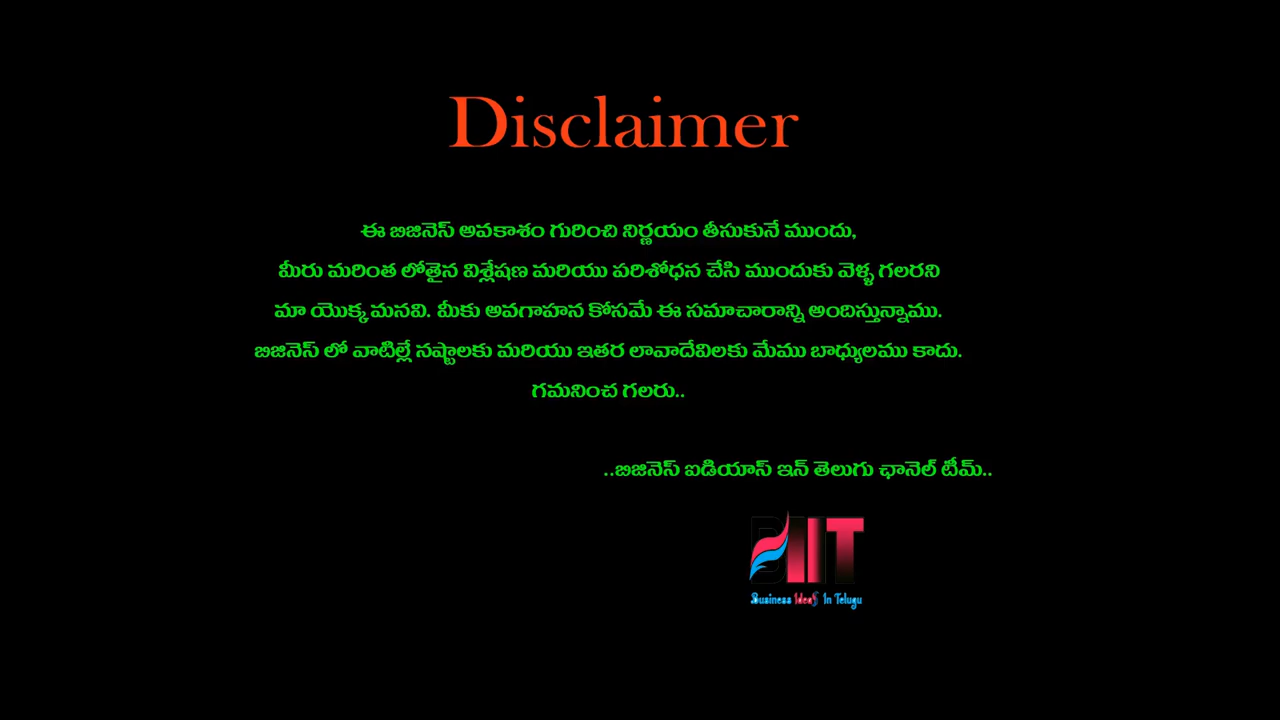 Disclaimer
ఈ బిజినెస్ అవకాశం గురించి నిర్ణయం తీసుకునే ముందు,
మీరు మరింత లోతైన విశ్లేషణ మరియు పరిశోధన చేసి ముందుకు వెళ్ళ గలరని
మా యొక్క మనవి. మీకు అవగాహన కోసమే ఈ సమాచారాన్ని అందిస్తున్నాము.
బిజినెస్ లో వాటిల్లే నష్టాలకు మరియు ఇతర లావాదేవిలకు మేము బాధ్యులము కాదు.
గమనించ గలరు..
..బిజినెస్ ఐడియాస్ ఇన్ తెలుగు ఛానెల్ టీమ్..
BIIT
Business IdeaS In Telugu